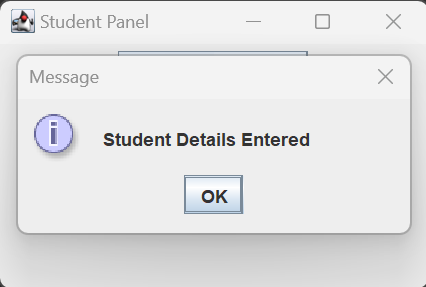 Student Panel
Message
Student Details Entered
OK